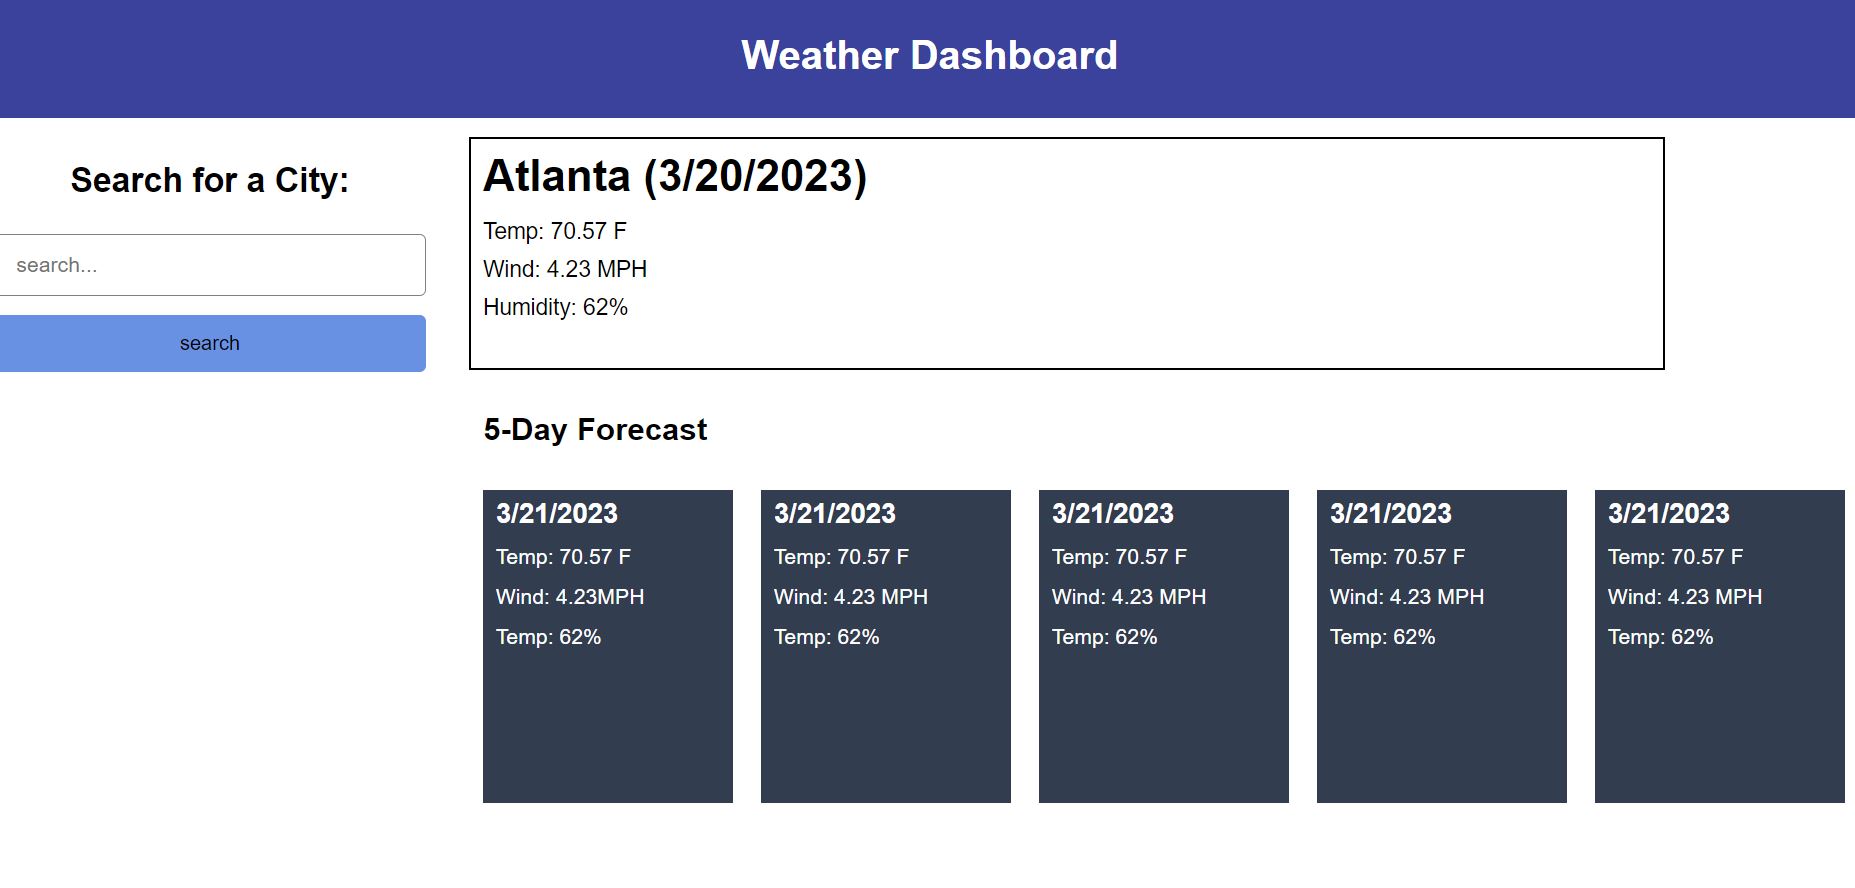 Weather Dashboard
Search for a City:
search...
search
Atlanta (3/20/2023)
Temp: 70.57 F
Wind: 4.23 MPH
Humidity: 62%
5-Day Forecast
3/21/2023
Temp: 70.57 F
Wind: 4.23MPH
Temp: 62%
3/21/2023
Temp: 70.57 F
Wind: 4.23 MPH
Temp: 62%
3/21/2023
Temp: 70.57 F
Wind: 4.23 MPH
Temp: 62%
3/21/2023
Temp: 70.57 F
Wind: 4.23 MPH
Temp: 62%
3/21/2023
Temp: 70.57 F
Wind: 4.23 MPH
Temp: 62%